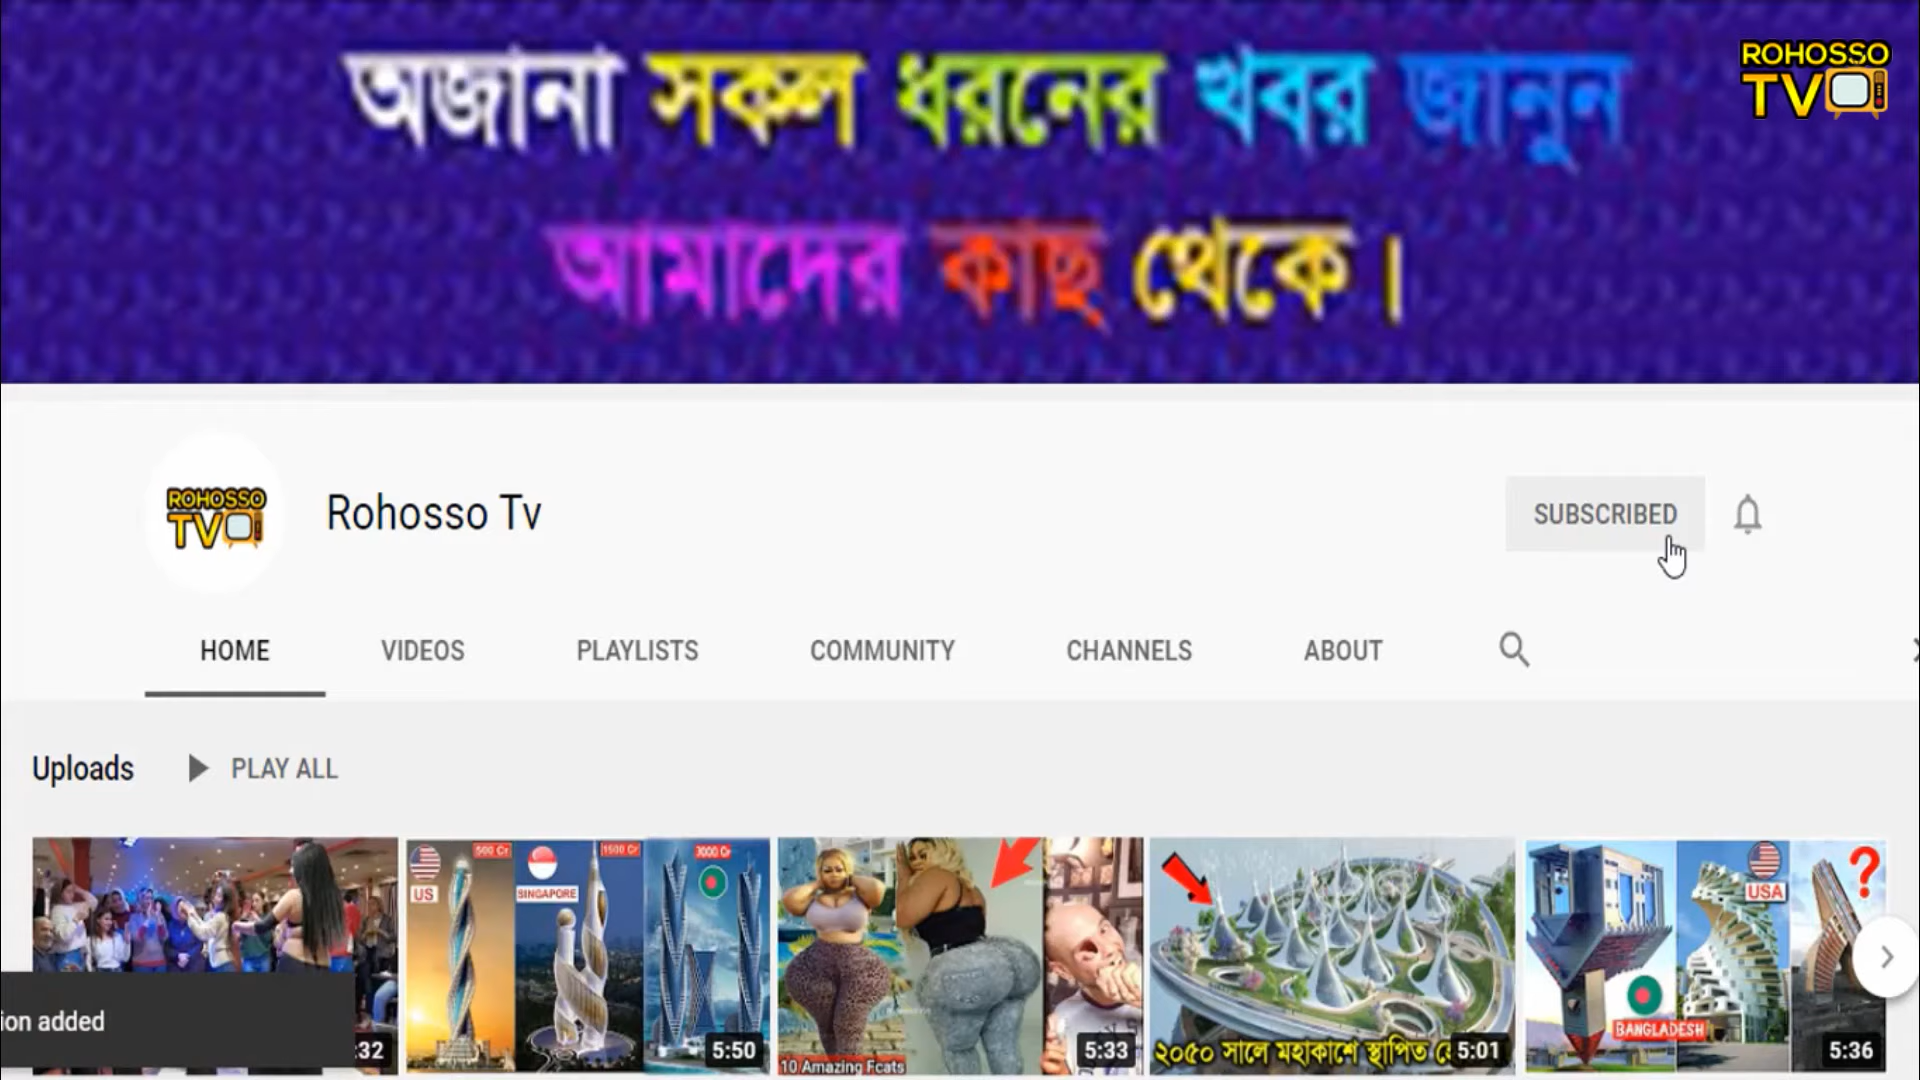 অজানা সকল ধরনের খবর জানুন
ROHOSSO
TV
আমাদের কাছ থেকে।
ROHOSSO
TV
Rohosso Tv
SUBSCRIBED
HOME VIDEOS PLAYLISTS COMMUNITY CHANNELS ABOUT
Uploads PLAY ALL
US 500 Cr SINGAPORE 1500 Cr 3000 Cr
USA ?
BANGLADESH
ion added
:32 5:50 5:33 5:01 5:36
10 Amazing Fcats
২০৫০ সালে মহাকাশে স্থাপিত